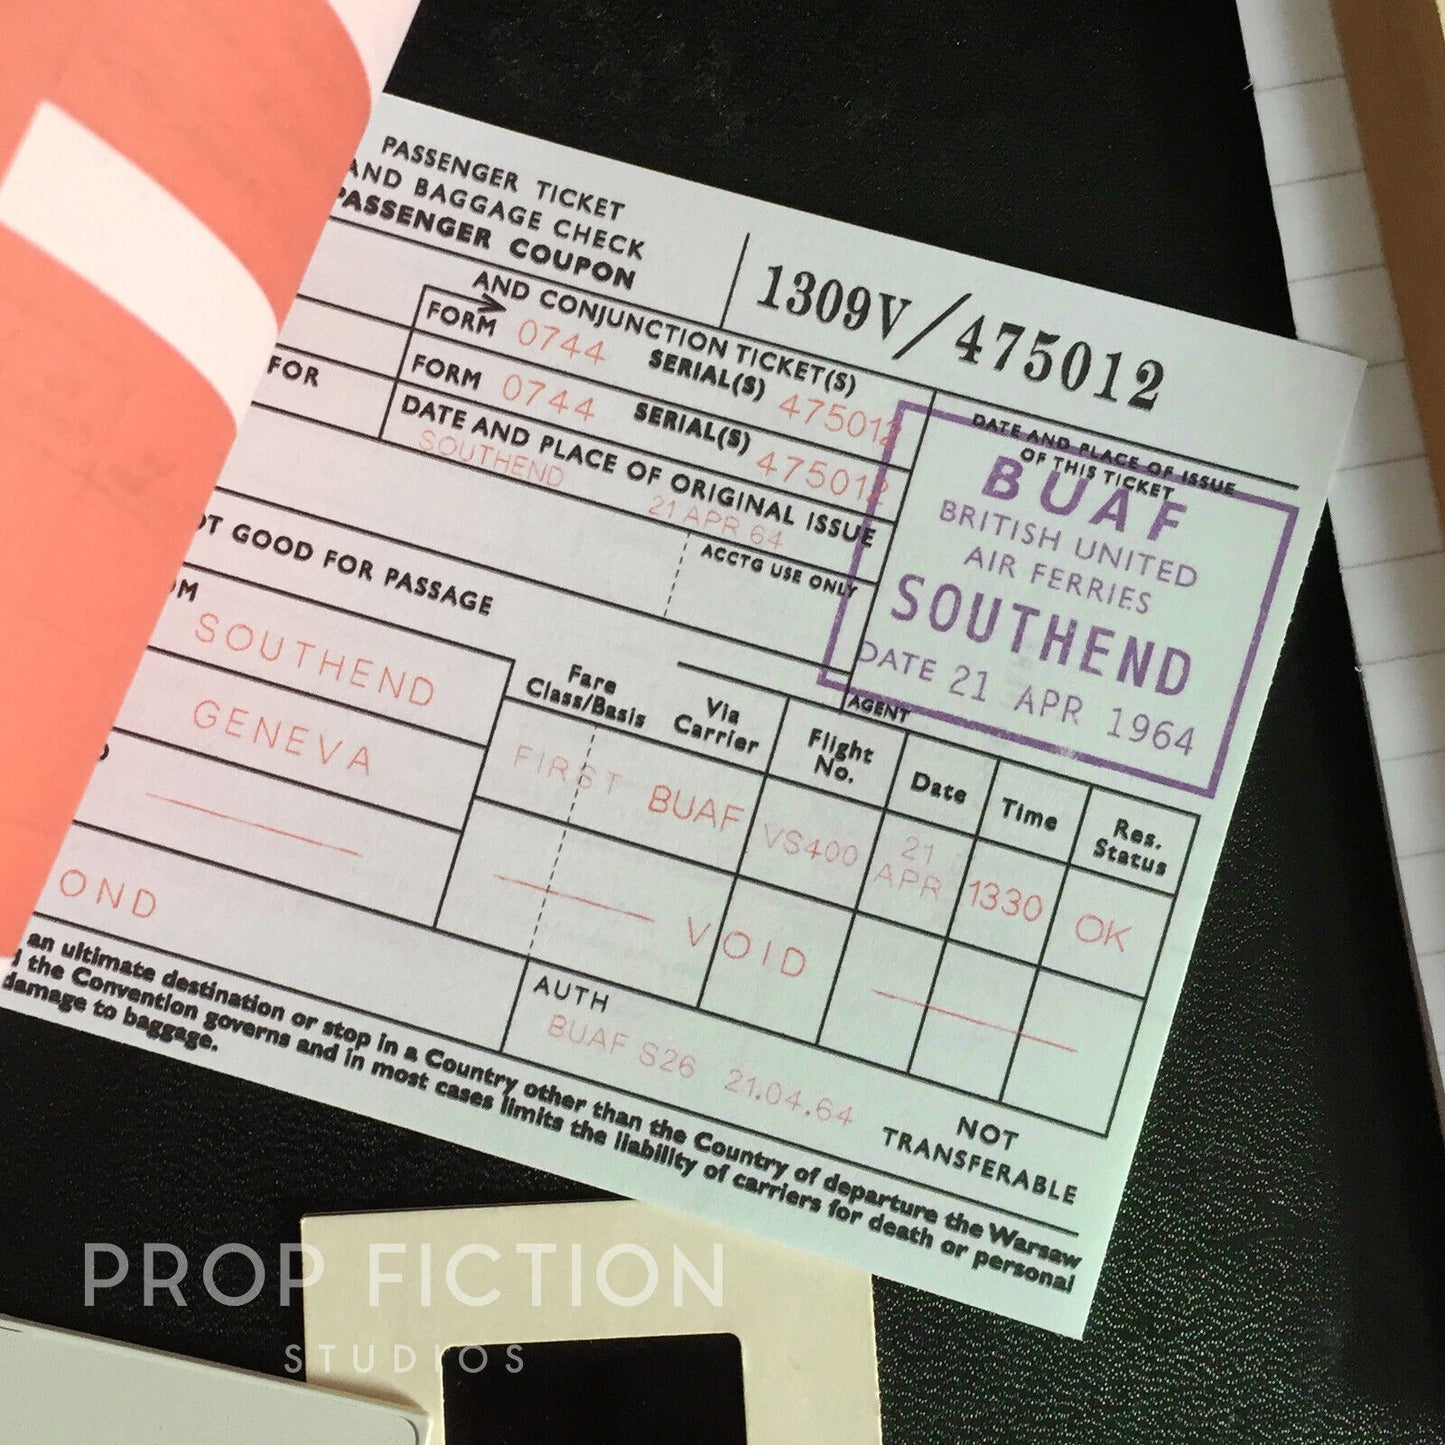 PASSENGER TICKET
AND BAGGAGE CHECK
PASSENGER COUPON
1309V/475012
AND CONJUNCTION TICKET(S)
FORM 0744 SERIAL(S) 475012
FORM 0744 SERIAL(S) 475012
FOR
DATE AND PLACE OF ORIGINAL ISSUE
SOUTHEND 21 APR 64
ACCTG USE ONLY
DATE AND PLACE OF ISSUE
OF THIS TICKET
BUAF
BRITISH UNITED
AIR FERRIES
SOUTHEND
DATE 21 APR 1964
AGENT
OT GOOD FOR PASSAGE
OM
SOUTHEND
GENEVA
Fare
Class/Basis
Via
Carrier
Flight
No.
Date
Time
Res.
Status
FIRST BUAF VS400 21 APR 1330 OK
VOID
OND
AUTH
BUAF S26 21.04.64
NOT
TRANSFERABLE
an ultimate destination or stop in a Country other than the Country of departure the Warsaw
the Convention governs and in most cases limits the liability of carriers for death or personal
damage to baggage.
PROP FICTION
STUDIOS